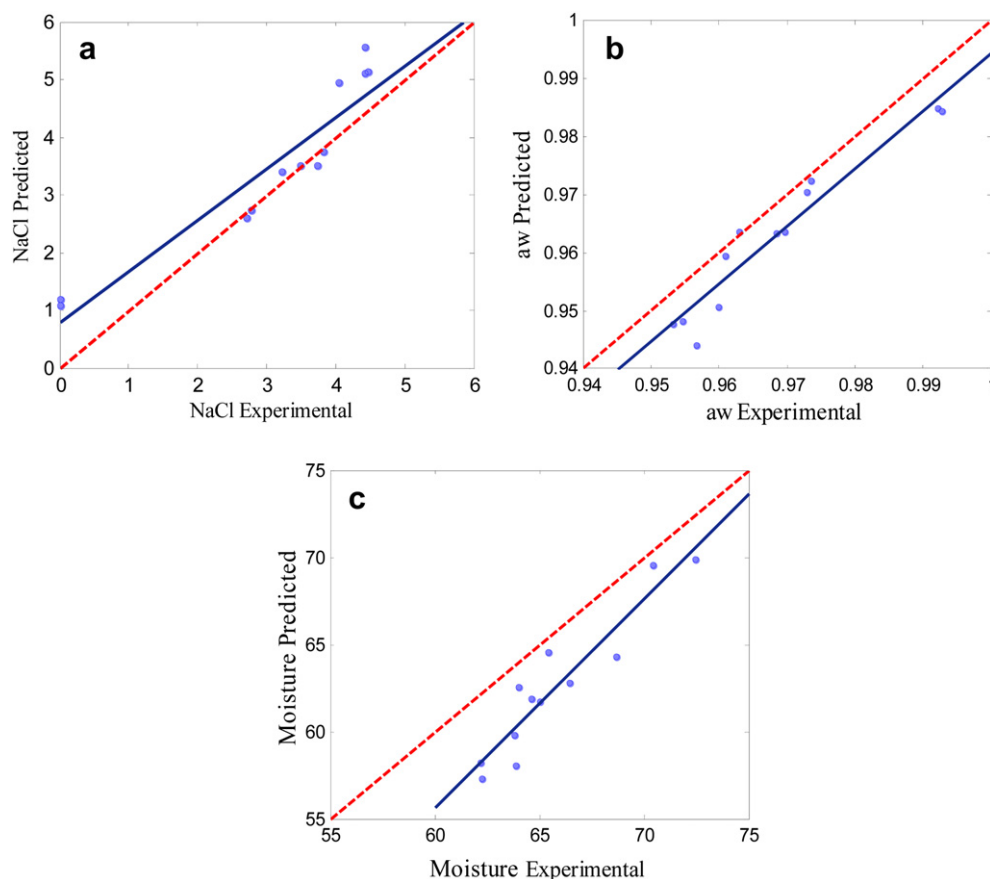 a
6
5
4
3
2
1
0
NaCl Predicted
0 1 2 3 4 5 6
NaCl Experimental
b
1
0.99
0.98
0.97
0.96
0.95
0.94
aw Predicted
0.94 0.95 0.96 0.97 0.98 0.99
aw Experimental
c
75
70
65
60
55
Moisture Predicted
55 60 65 70 75
Moisture Experimental